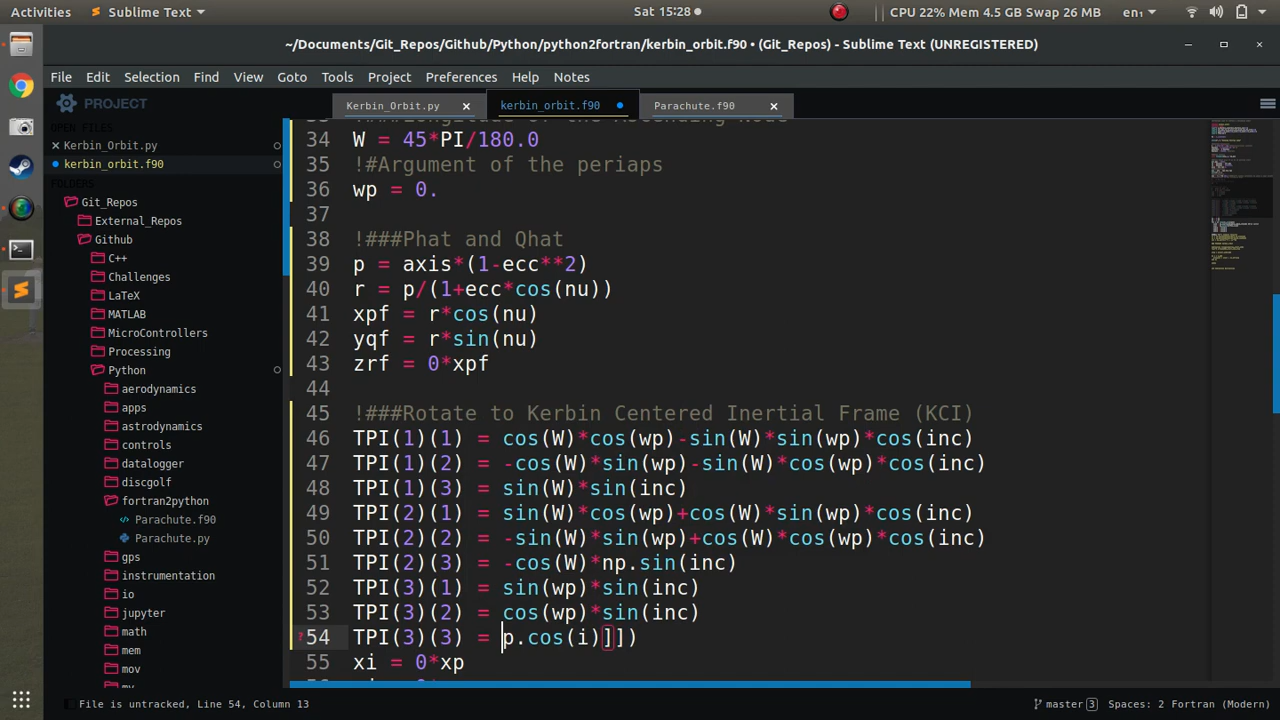 Activities
Sublime Text
Sat 15:28
CPU 22% Mem 4.5 GB Swap 26 MB
en₁
~/Documents/Git_Repos/Github/Python/python2fortran/kerbin_orbit.f90 • (Git_Repos) - Sublime Text (UNREGISTERED)
File Edit Selection Find View Goto Tools Project Preferences Help Notes
PROJECT
Kerbin_Orbit.py
kerbin_orbit.f90
Parachute.f90
OPEN FILES
Kerbin_Orbit.py
kerbin_orbit.f90
FOLDERS
Git_Repos
External_Repos
Github
C++
Challenges
LaTeX
MATLAB
MicroControllers
Processing
Python
aerodynamics
apps
astrodynamics
controls
datalogger
discgolf
fortran2python
Parachute.f90
Parachute.py
gps
instrumentation
io
jupyter
math
mem
mov
34 W = 45*PI/180.0
35 !#Argument of the periaps
36 wp = 0.
37
38 !###Phat and Qhat
39 p = axis*(1-ecc**2)
40 r = p/(1+ecc*cos(nu))
41 xpf = r*cos(nu)
42 yqf = r*sin(nu)
43 zrf = 0*xpf
44
45 !###Rotate to Kerbin Centered Inertial Frame (KCI)
46 TPI(1)(1) = cos(W)*cos(wp)-sin(W)*sin(wp)*cos(inc)
47 TPI(1)(2) = -cos(W)*sin(wp)-sin(W)*cos(wp)*cos(inc)
48 TPI(1)(3) = sin(W)*sin(inc)
49 TPI(2)(1) = sin(W)*cos(wp)+cos(W)*sin(wp)*cos(inc)
50 TPI(2)(2) = -sin(W)*sin(wp)+cos(W)*cos(wp)*cos(inc)
51 TPI(2)(3) = -cos(W)*np.sin(inc)
52 TPI(3)(1) = sin(wp)*sin(inc)
53 TPI(3)(2) = cos(wp)*sin(inc)
? 54 TPI(3)(3) = p.cos(i)]])
55 xi = 0*xp
File is untracked, Line 54, Column 13
master 3
Spaces: 2
Fortran (Modern)